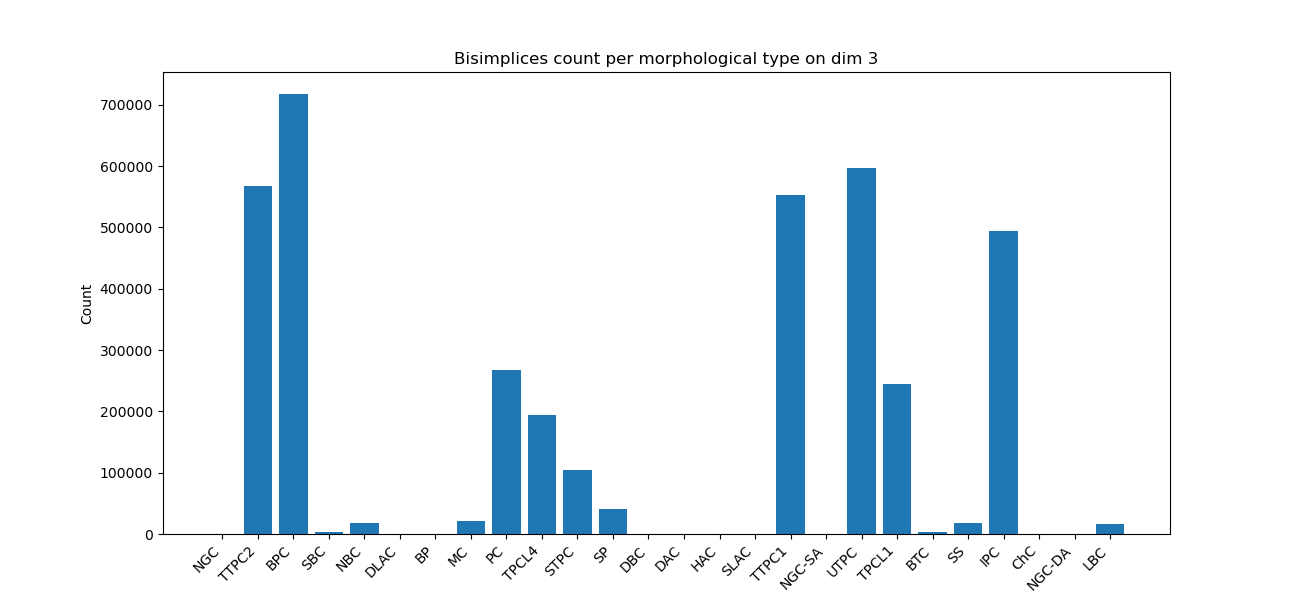 Bisimplices count per morphological type on dim 3
Count
700000
600000
500000
400000
300000
200000
100000
0
NGC
TTPC2
BPC
SBC
NBC
DLAC
BP
MC
PC
TPCL4
STPC
SP
DBC
DAC
HAC
SLAC
TTPC1
NGC-SA
UTPC
TPCL1
BTC
SS
IPC
ChC
NGC-DA
LBC